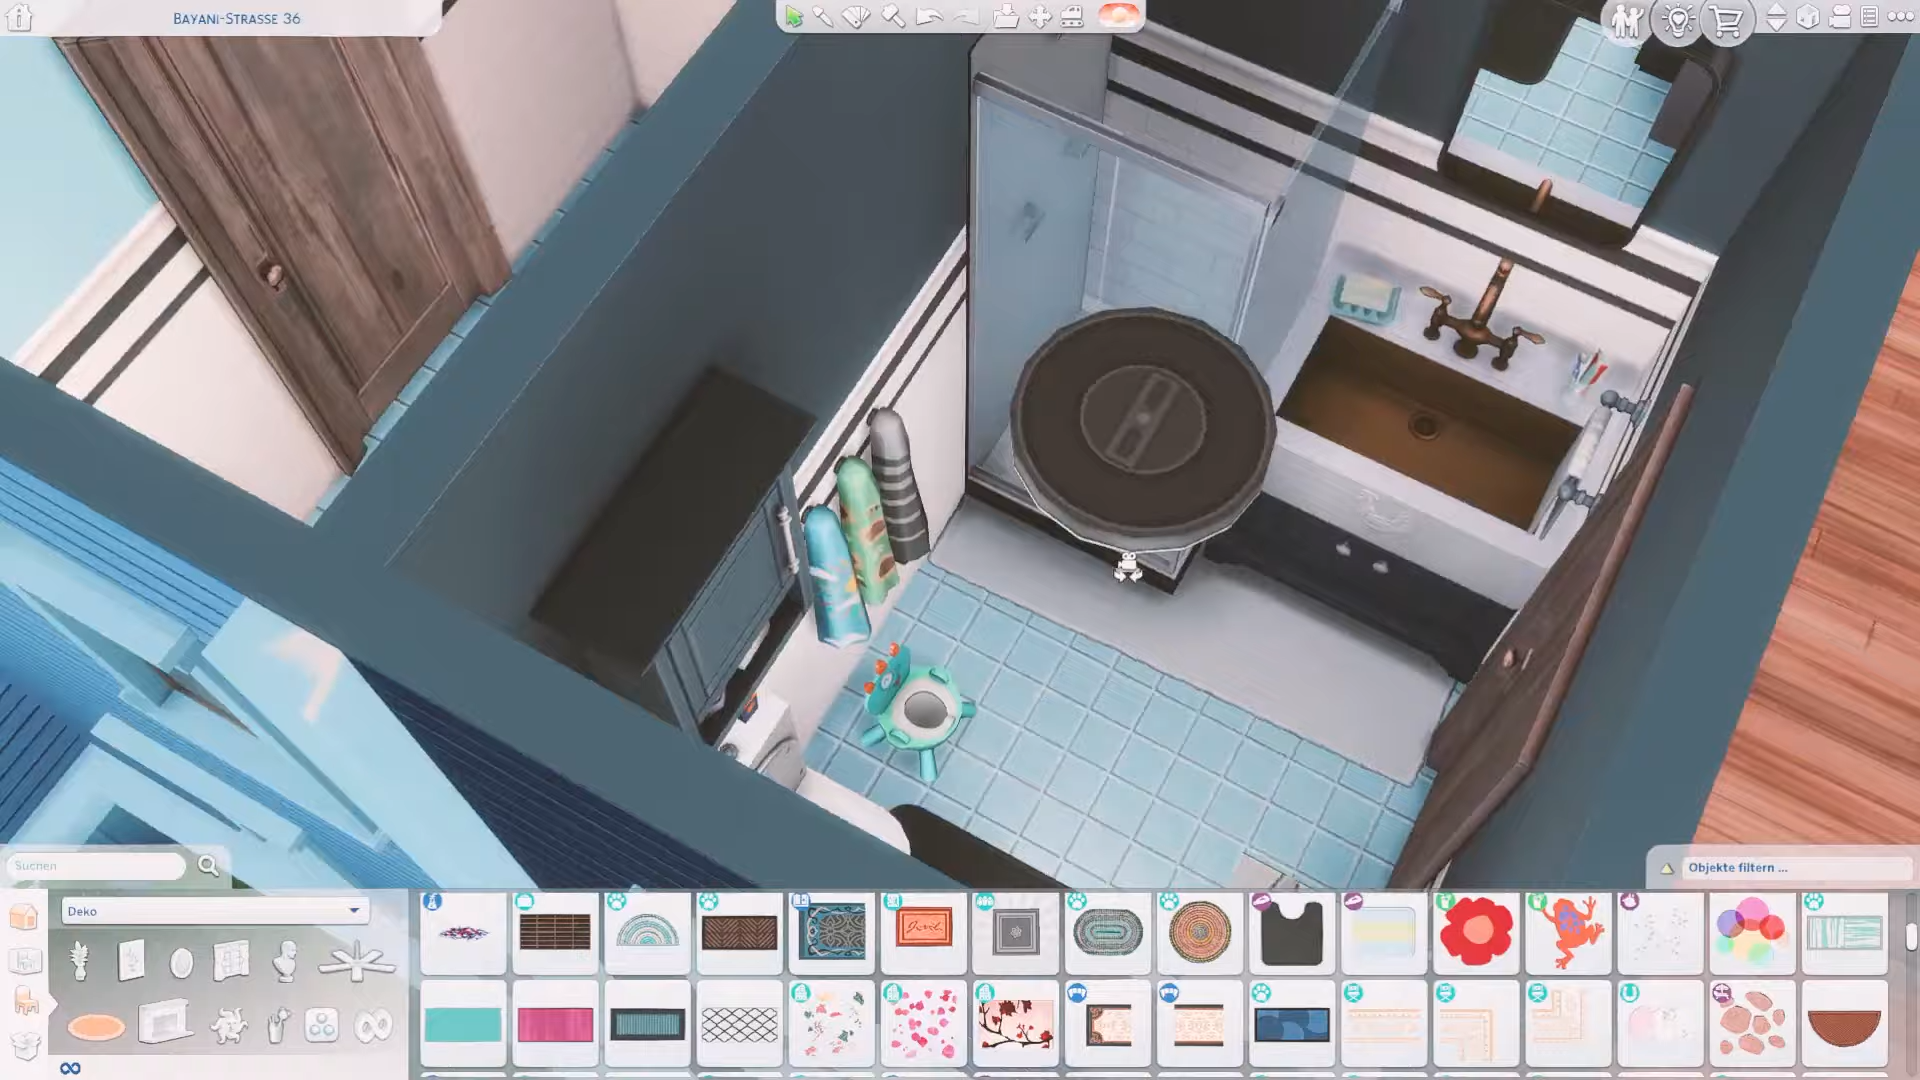 Bayani-Strasse 36
Suchen
Objekte filtern ...
Deko